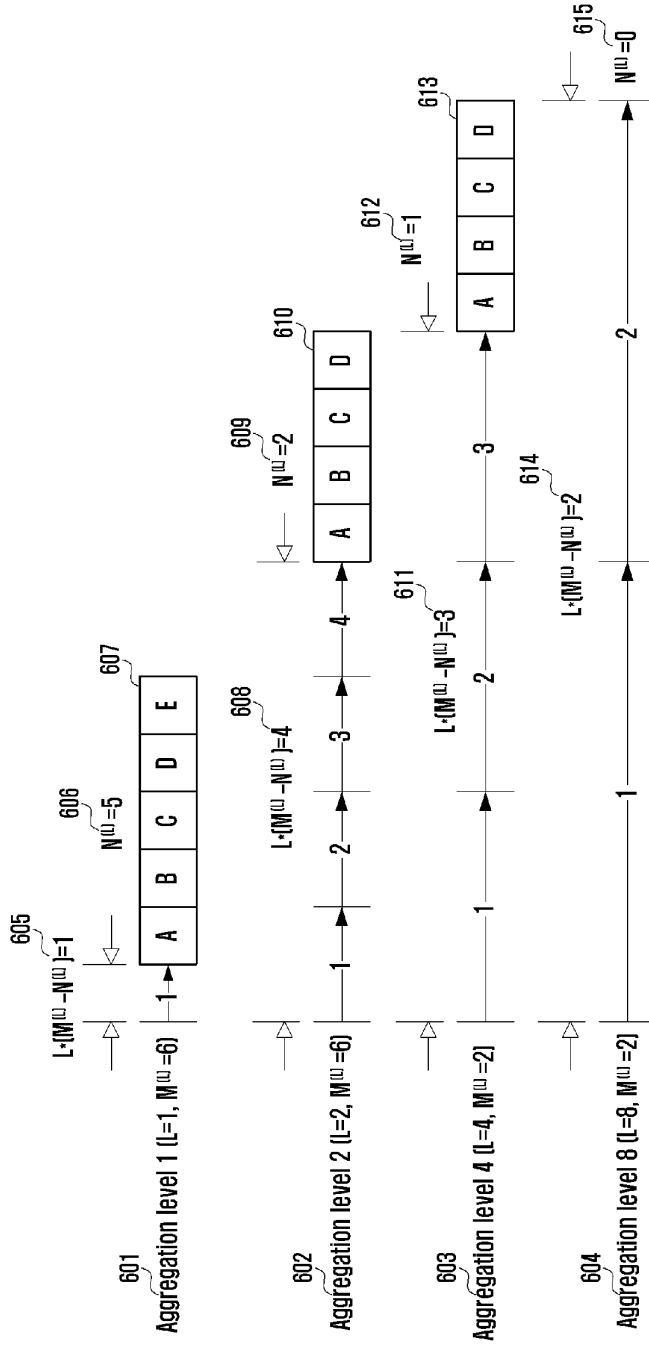 605
L*(M(L) -N(L) )=1
606
N(L)=5
607
601
Aggregation level 1 (L=1, M(L) =6)
1
A B C D E
608
L*(M(L) -N(L) )=4
609
N(L)=2
610
602
Aggregation level 2 (L=2, M(L) =6)
1 2 3 4
A B C D
611
L*(M(L) -N(L) )=3
612
N(L)=1
613
603
Aggregation level 4 (L=4, M(L) =2)
1 2 3
A B C D
614
L*(M(L) -N(L) )=2
615
N(L)=0
604
Aggregation level 8 (L=8, M(L) =2)
1 2